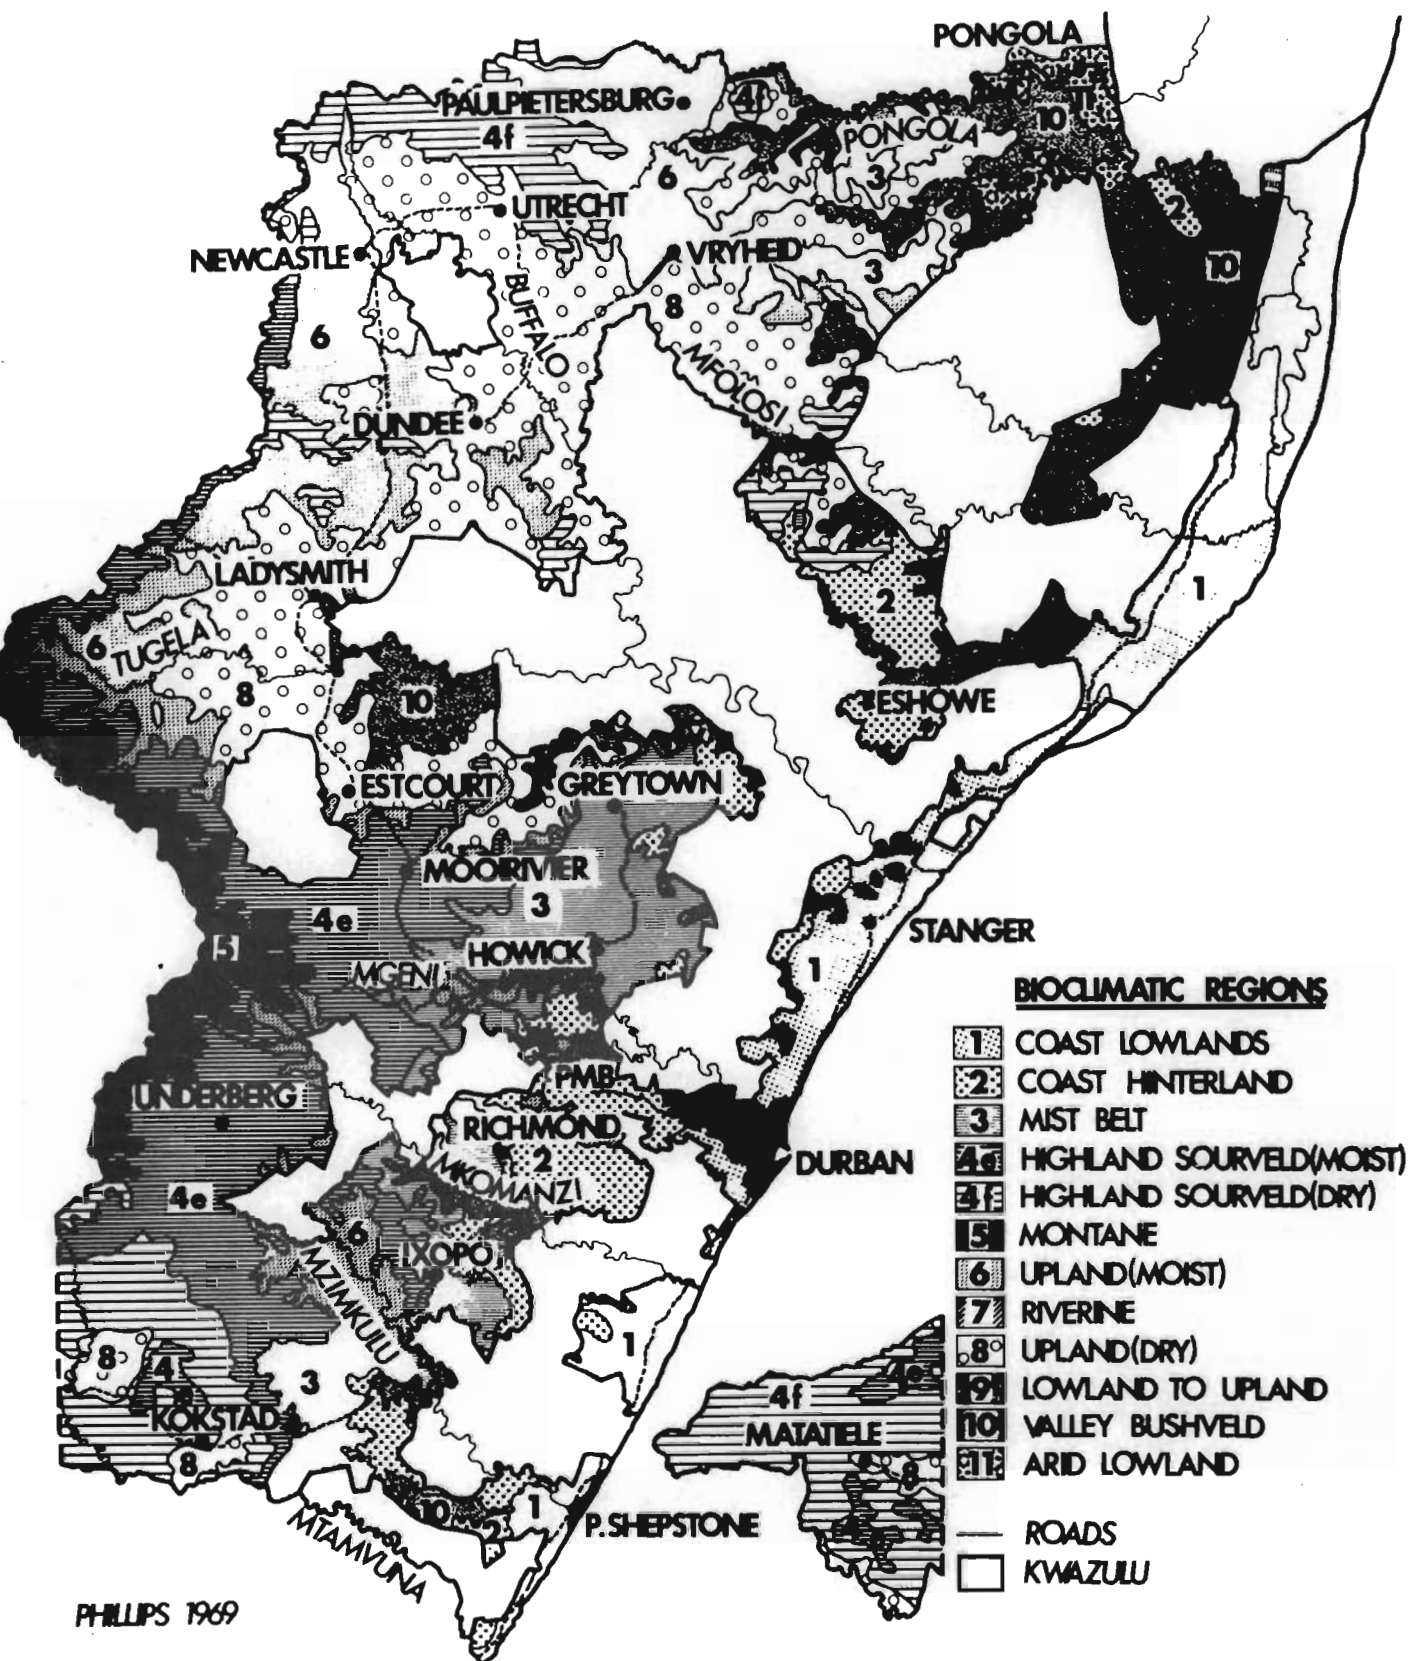 PONGOLA
PAULPIETERSBURG
4f
4f
10
11
PONGOLA
3
6
2
UTRECHT
NEWCASTLE
VRYHEID
3
10
BUFFALO
8
6
MFOLOSI
DUNDEE
LADYSMITH
1
2
6
TUGELA
8
10
ESHOWE
ESTCOURT
GREYTOWN
MOOIRIVIER
3
4e
STANGER
5
HOWICK
MGENI
1
PMB
UNDERBERG
RICHMOND
2
DURBAN
MKOMANZI
4e
6
IXOPO
MZIMKULU
1
8
4f
3
KOKSTAD
8
4f
4e
MATATIELE
8
10
1
2
P. SHEPSTONE
MTAMVUNA
BIOCLIMATIC REGIONS
1 COAST LOWLANDS
2 COAST HINTERLAND
3 MIST BELT
4e HIGHLAND SOURVELD(MOIST)
4f HIGHLAND SOURVELD(DRY)
5 MONTANE
6 UPLAND(MOIST)
7 RIVERINE
8 UPLAND(DRY)
9 LOWLAND TO UPLAND
10 VALLEY BUSHVELD
11 ARID LOWLAND
ROADS
KWAZULU
PHILLIPS 1969